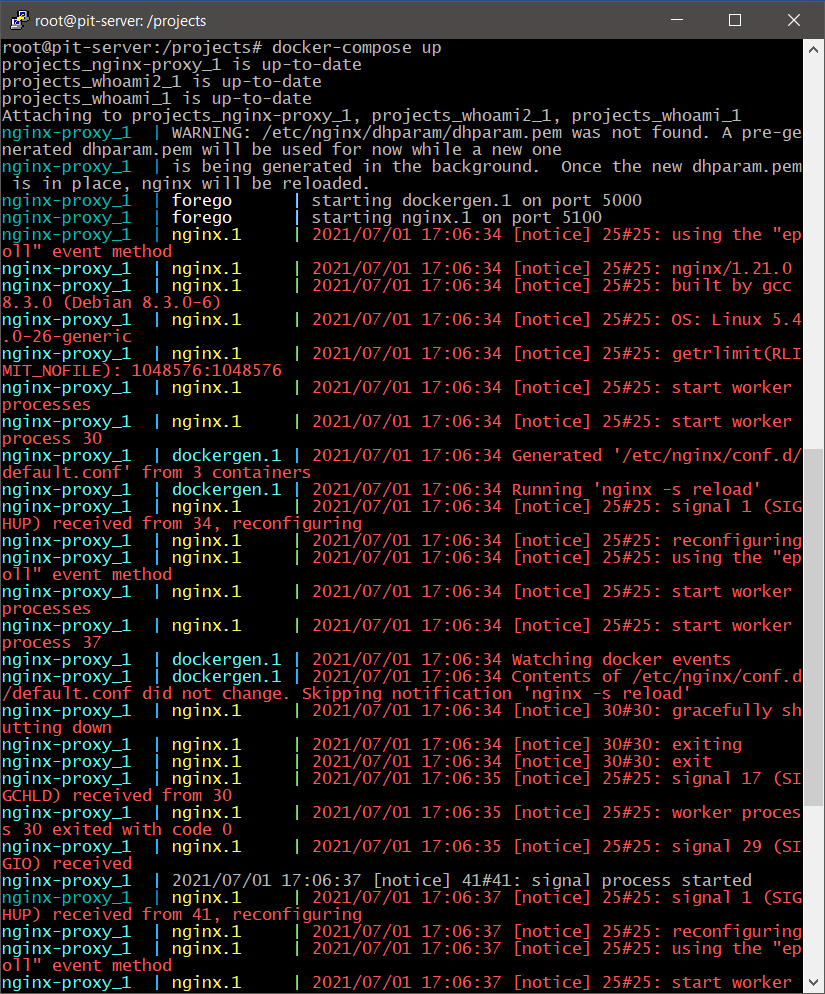 root@pit-server: /projects
root@pit-server:/projects# docker-compose up
projects_nginx-proxy_1 is up-to-date
projects_whoami2_1 is up-to-date
projects_whoami_1 is up-to-date
Attaching to projects_nginx-proxy_1, projects_whoami2_1, projects_whoami_1
nginx-proxy_1  | WARNING: /etc/nginx/dhparam/dhparam.pem was not found. A pre-ge
nerated dhparam.pem will be used for now while a new one
nginx-proxy_1  | is being generated in the background.  Once the new dhparam.pem
 is in place, nginx will be reloaded.
nginx-proxy_1  | forego      | starting dockergen.1 on port 5000
nginx-proxy_1  | forego      | starting nginx.1 on port 5100
nginx-proxy_1  | nginx.1     | 2021/07/01 17:06:34 [notice] 25#25: using the "ep
oll" event method
nginx-proxy_1  | nginx.1     | 2021/07/01 17:06:34 [notice] 25#25: nginx/1.21.0
nginx-proxy_1  | nginx.1     | 2021/07/01 17:06:34 [notice] 25#25: built by gcc
8.3.0 (Debian 8.3.0-6)
nginx-proxy_1  | nginx.1     | 2021/07/01 17:06:34 [notice] 25#25: OS: Linux 5.4
.0-26-generic
nginx-proxy_1  | nginx.1     | 2021/07/01 17:06:34 [notice] 25#25: getrlimit(RLI
MIT_NOFILE): 1048576:1048576
nginx-proxy_1  | nginx.1     | 2021/07/01 17:06:34 [notice] 25#25: start worker
processes
nginx-proxy_1  | nginx.1     | 2021/07/01 17:06:34 [notice] 25#25: start worker
process 30
nginx-proxy_1  | dockergen.1 | 2021/07/01 17:06:34 Generated '/etc/nginx/conf.d/
default.conf' from 3 containers
nginx-proxy_1  | dockergen.1 | 2021/07/01 17:06:34 Running 'nginx -s reload'
nginx-proxy_1  | nginx.1     | 2021/07/01 17:06:34 [notice] 25#25: signal 1 (SIG
HUP) received from 34, reconfiguring
nginx-proxy_1  | nginx.1     | 2021/07/01 17:06:34 [notice] 25#25: reconfiguring
nginx-proxy_1  | nginx.1     | 2021/07/01 17:06:34 [notice] 25#25: using the "ep
oll" event method
nginx-proxy_1  | nginx.1     | 2021/07/01 17:06:34 [notice] 25#25: start worker
processes
nginx-proxy_1  | nginx.1     | 2021/07/01 17:06:34 [notice] 25#25: start worker
process 37
nginx-proxy_1  | dockergen.1 | 2021/07/01 17:06:34 Watching docker events
nginx-proxy_1  | dockergen.1 | 2021/07/01 17:06:34 Contents of /etc/nginx/conf.d
/default.conf did not change. Skipping notification 'nginx -s reload'
nginx-proxy_1  | nginx.1     | 2021/07/01 17:06:34 [notice] 30#30: gracefully sh
utting down
nginx-proxy_1  | nginx.1     | 2021/07/01 17:06:34 [notice] 30#30: exiting
nginx-proxy_1  | nginx.1     | 2021/07/01 17:06:34 [notice] 30#30: exit
nginx-proxy_1  | nginx.1     | 2021/07/01 17:06:35 [notice] 25#25: signal 17 (SI
GCHLD) received from 30
nginx-proxy_1  | nginx.1     | 2021/07/01 17:06:35 [notice] 25#25: worker proces
s 30 exited with code 0
nginx-proxy_1  | nginx.1     | 2021/07/01 17:06:35 [notice] 25#25: signal 29 (SI
GIO) received
nginx-proxy_1  | 2021/07/01 17:06:37 [notice] 41#41: signal process started
nginx-proxy_1  | nginx.1     | 2021/07/01 17:06:37 [notice] 25#25: signal 1 (SIG
HUP) received from 41, reconfiguring
nginx-proxy_1  | nginx.1     | 2021/07/01 17:06:37 [notice] 25#25: reconfiguring
nginx-proxy_1  | nginx.1     | 2021/07/01 17:06:37 [notice] 25#25: using the "ep
oll" event method
nginx-proxy_1  | nginx.1     | 2021/07/01 17:06:37 [notice] 25#25: start worker